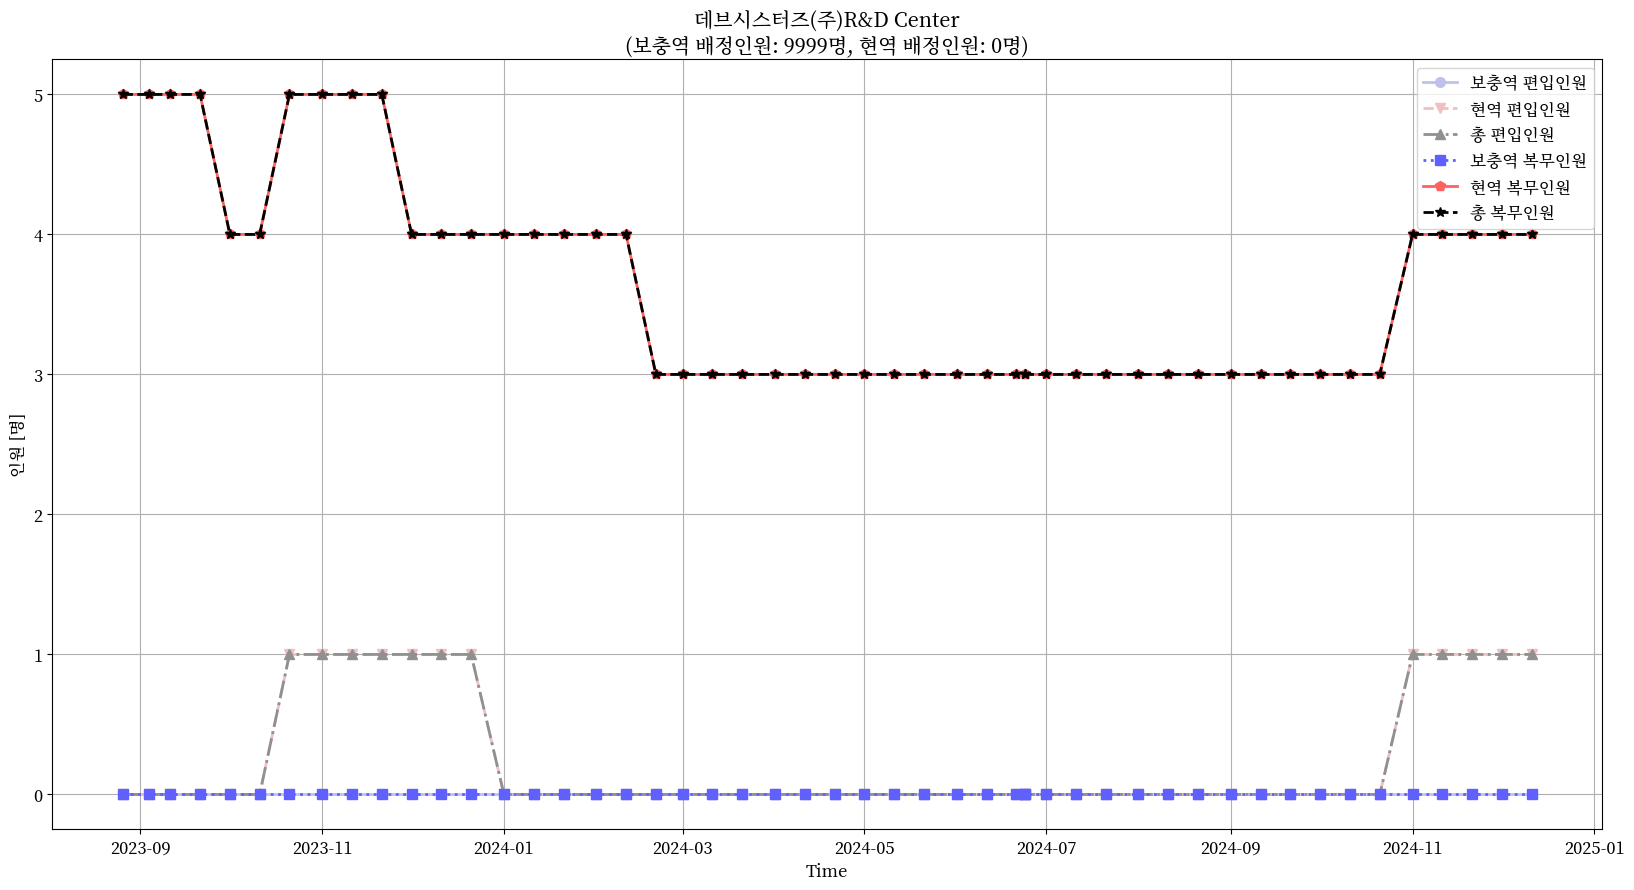 데브시스터즈(주)R&D Center
(보충역 배정인원: 9999명, 현역 배정인원: 0명)
보충역 편입인원
현역 편입인원
총 편입인원
보충역 복무인원
현역 복무인원
총 복무인원
인원 [명]
5
4
3
2
1
0
2023-09
2023-11
2024-01
2024-03
2024-05
2024-07
2024-09
2024-11
2025-01
Time